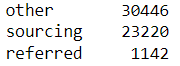 other 30446
sourcing 23220
referred 1142